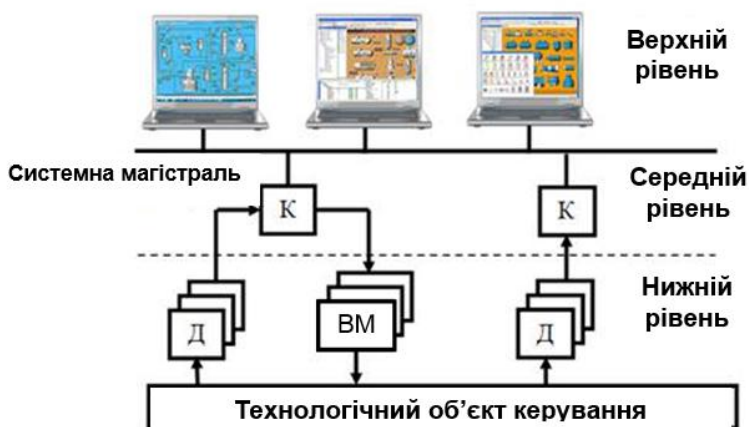 Верхній
рівень
Системна магістраль
Середній
рівень
К
К
Нижній
рівень
Д
ВМ
Д
Технологічний об’єкт керування